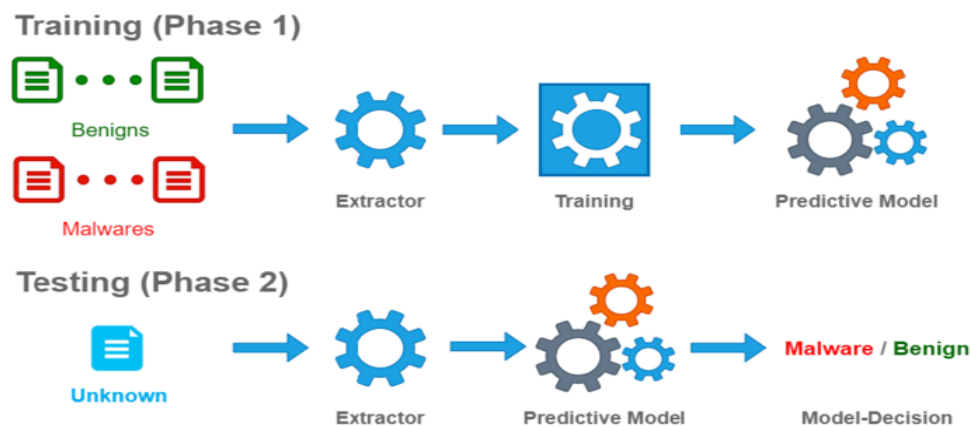 Training (Phase 1)
Benigns
Malwares
Extractor
Training
Predictive Model
Testing (Phase 2)
Unknown
Extractor
Predictive Model
Malware / Benign
Model-Decision